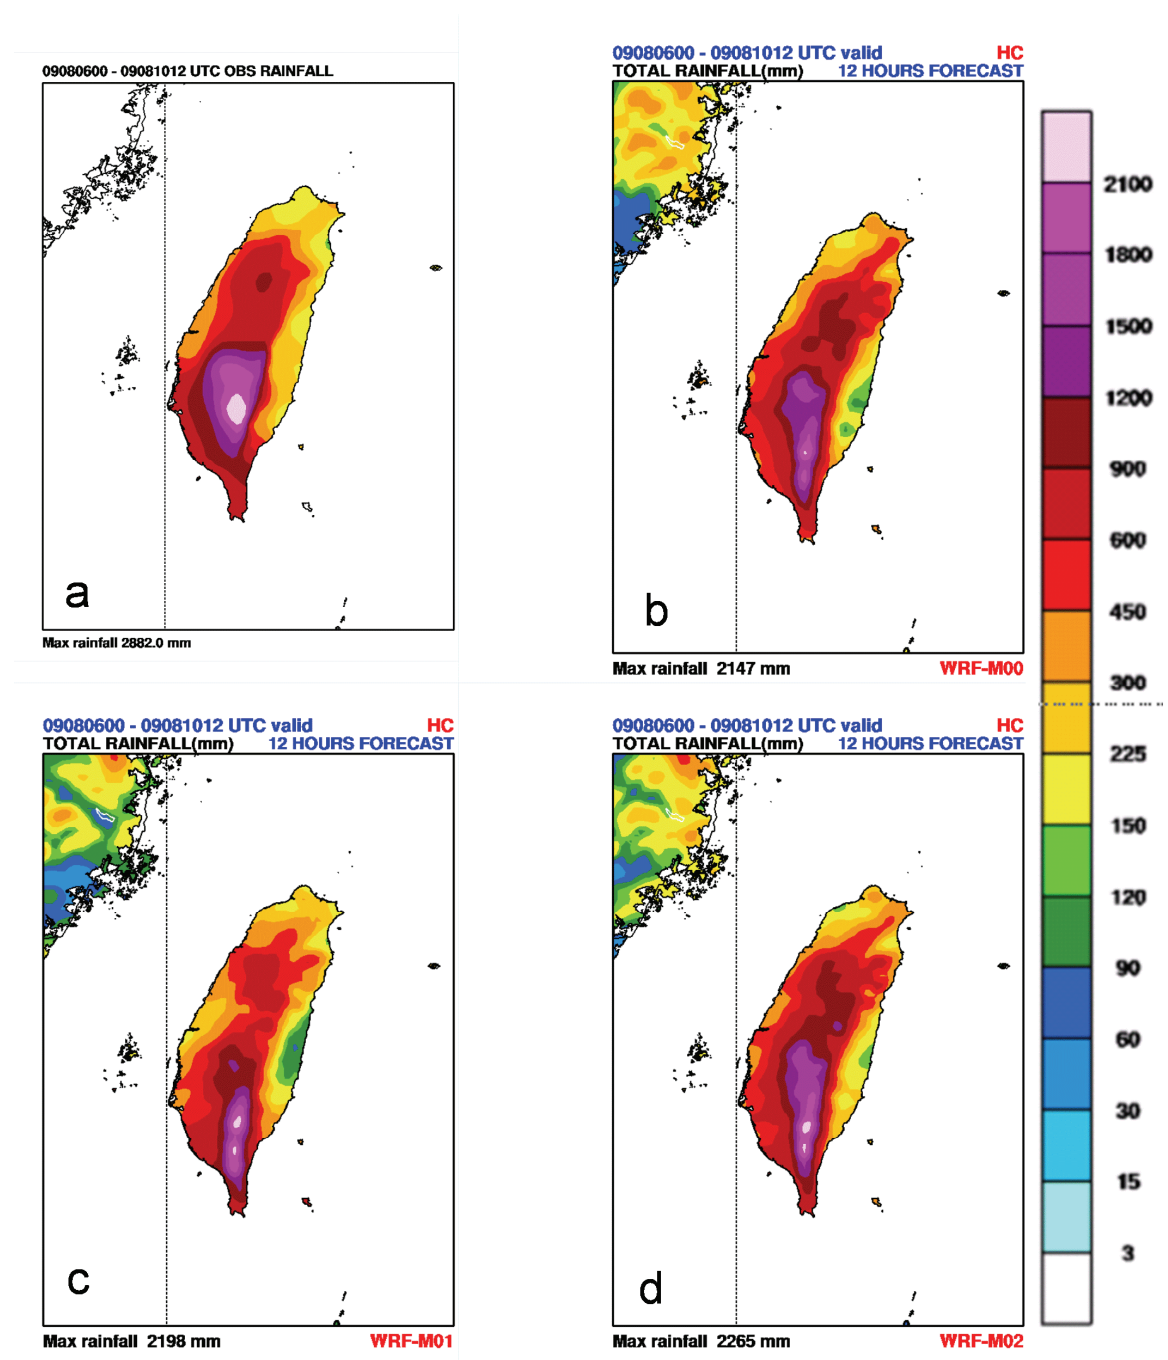 09080600 - 09081012 UTC OBS RAINFALL
a
Max rainfall 2882.0 mm
09080600 - 09081012 UTC valid HC
TOTAL RAINFALL(mm) 12 HOURS FORECAST
b
Max rainfall 2147 mm WRF-M00
09080600 - 09081012 UTC valid HC
TOTAL RAINFALL(mm) 12 HOURS FORECAST
c
Max rainfall 2198 mm WRF-M01
09080600 - 09081012 UTC valid HC
TOTAL RAINFALL(mm) 12 HOURS FORECAST
d
Max rainfall 2265 mm WRF-M02
2100
1800
1500
1200
900
600
450
300
225
150
120
90
60
30
15
3